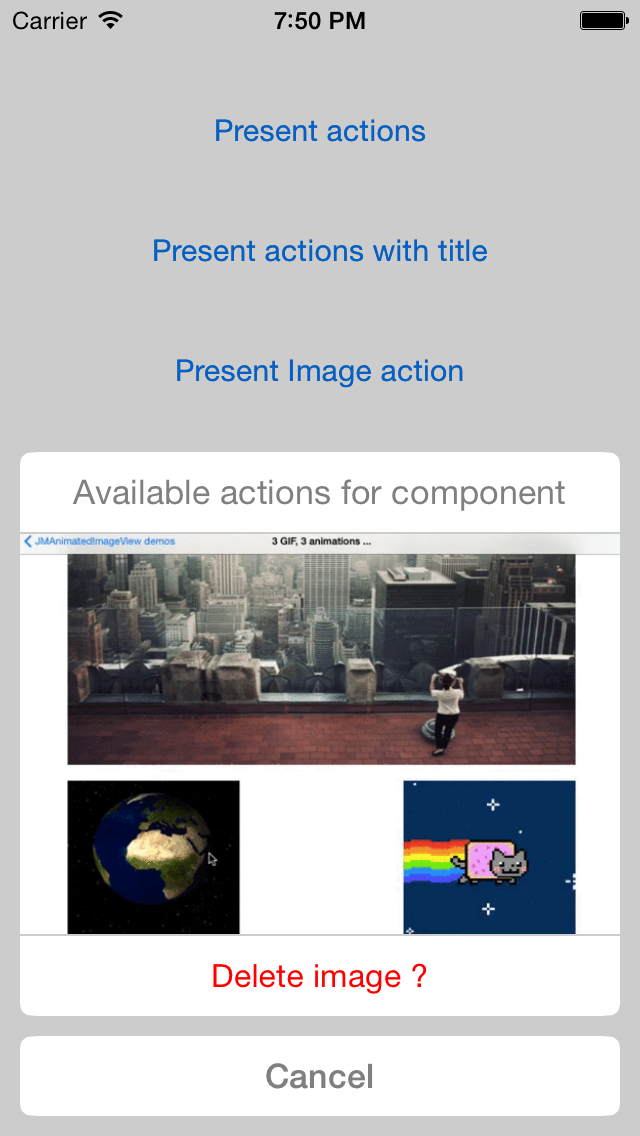 Carrier 7:50 PM
Present actions
Present actions with title
Present Image action
Available actions for component
JMAnimatedImageView demos 3 GIF, 3 animations ...
Delete image ?
Cancel